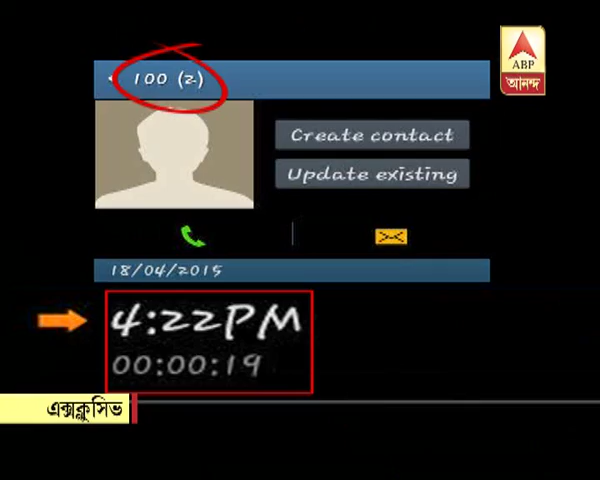 100 (2)
ABP
আনন্দ
Create contact
Update existing
18/04/2015
4:22PM
00:00:19
এক্সক্লুসিভ